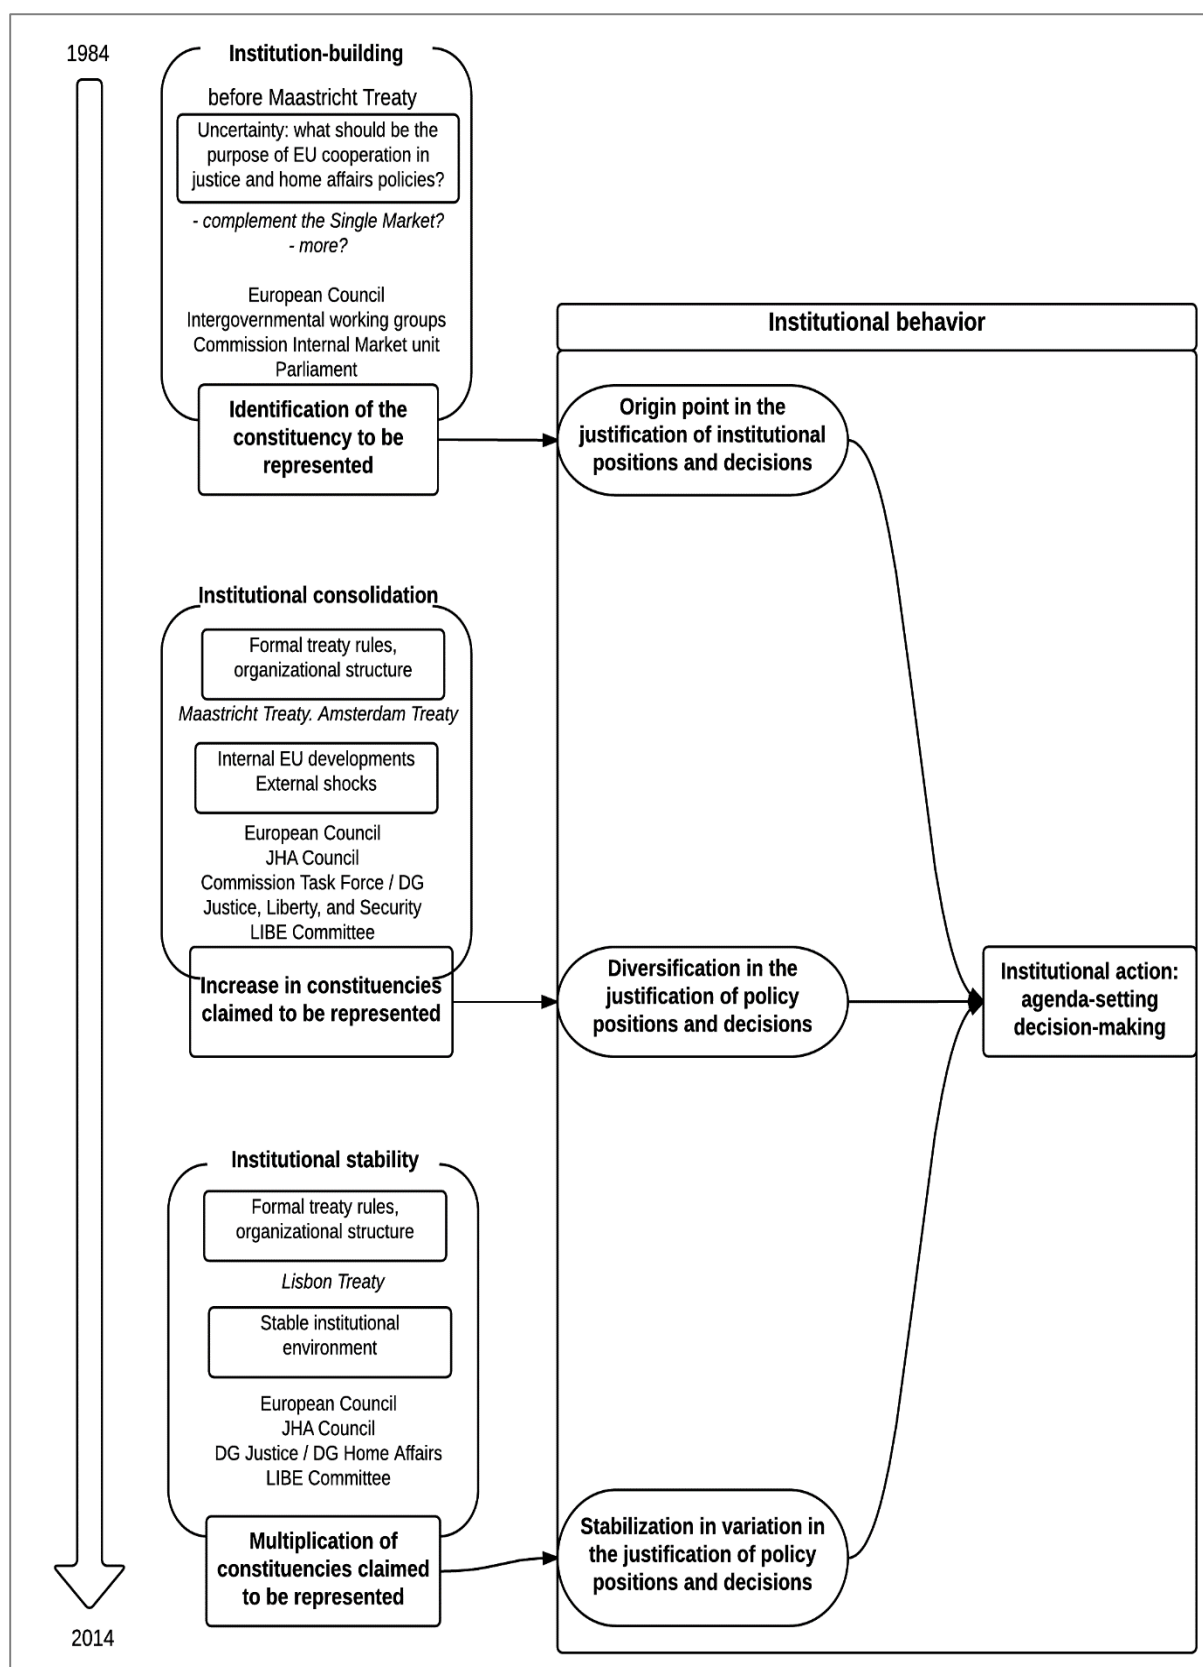 1984
Institution-building
before Maastricht Treaty
Uncertainty: what should be the
purpose of EU cooperation in
justice and home affairs policies?
- complement the Single Market?
- more?
European Council
Intergovernmental working groups
Commission Internal Market unit
Parliament
Identification of the
constituency to be
represented
Institutional behavior
Origin point in the
justification of institutional
positions and decisions
Institutional consolidation
Formal treaty rules,
organizational structure
Maastricht Treaty. Amsterdam Treaty
Internal EU developments
External shocks
European Council
JHA Council
Commission Task Force / DG
Justice, Liberty, and Security
LIBE Committee
Increase in constituencies
claimed to be represented
Diversification in the
justification of policy
positions and decisions
Institutional action:
agenda-setting
decision-making
Institutional stability
Formal treaty rules,
organizational structure
Lisbon Treaty
Stable institutional
environment
European Council
JHA Council
DG Justice / DG Home Affairs
LIBE Committee
Multiplication of
constituencies claimed
to be represented
Stabilization in variation in
the justification of policy
positions and decisions
2014